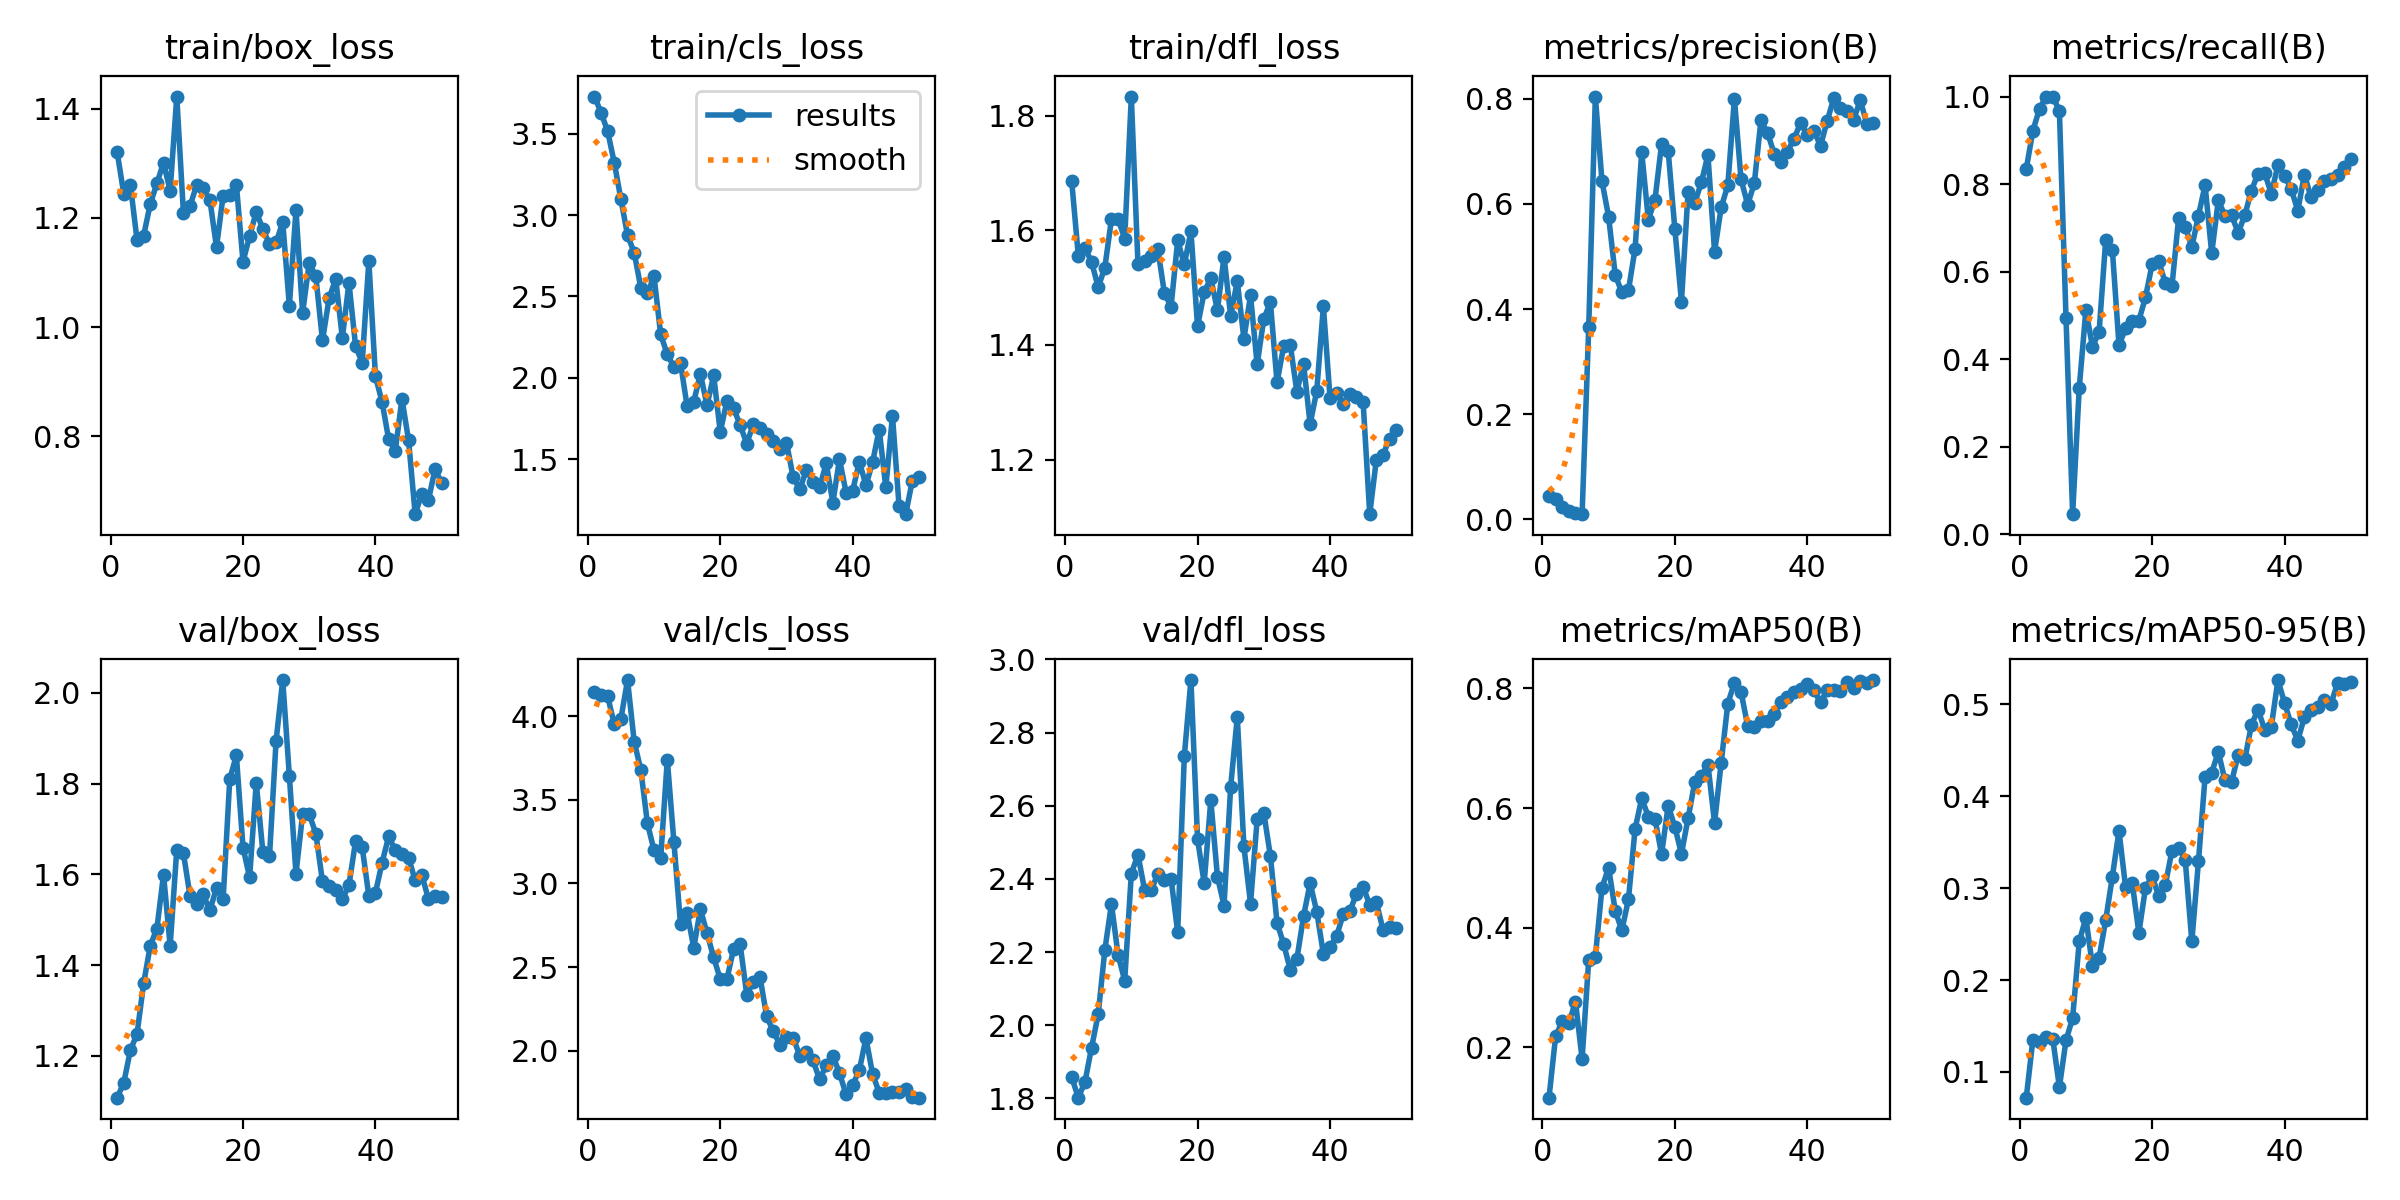 train/box_loss
1.4
1.2
1.0
0.8
0 20 40
train/cls_loss
results
smooth
3.5
3.0
2.5
2.0
1.5
0 20 40
train/dfl_loss
1.8
1.6
1.4
1.2
0 20 40
metrics/precision(B)
0.8
0.6
0.4
0.2
0.0
0 20 40
metrics/recall(B)
1.0
0.8
0.6
0.4
0.2
0.0
0 20 40
val/box_loss
2.0
1.8
1.6
1.4
1.2
0 20 40
val/cls_loss
4.0
3.5
3.0
2.5
2.0
0 20 40
val/dfl_loss
3.0
2.8
2.6
2.4
2.2
2.0
1.8
0 20 40
metrics/mAP50(B)
0.8
0.6
0.4
0.2
0 20 40
metrics/mAP50-95(B)
0.5
0.4
0.3
0.2
0.1
0 20 40